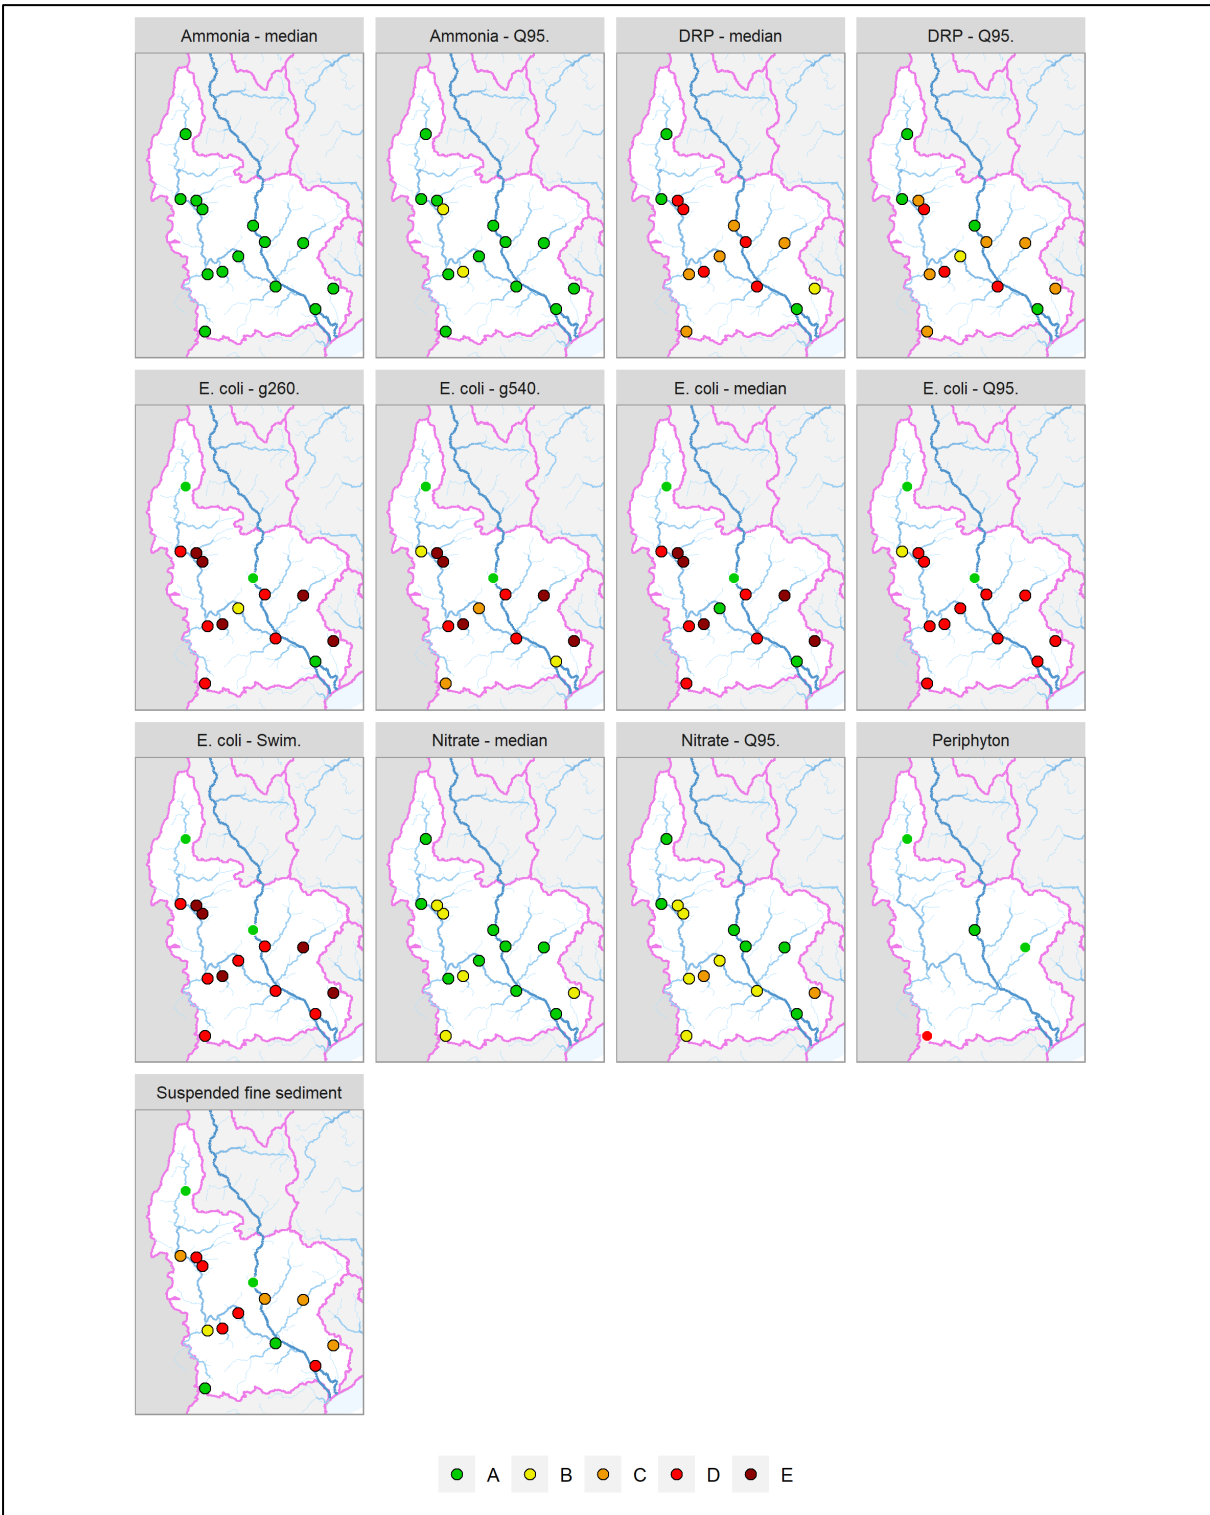 Ammonia - median
Ammonia - Q95.
DRP - median
DRP - Q95.
E. coli - g260.
E. coli - g540.
E. coli - median
E. coli - Q95.
E. coli - Swim.
Nitrate - median
Nitrate - Q95.
Periphyton
Suspended fine sediment
A B C D E